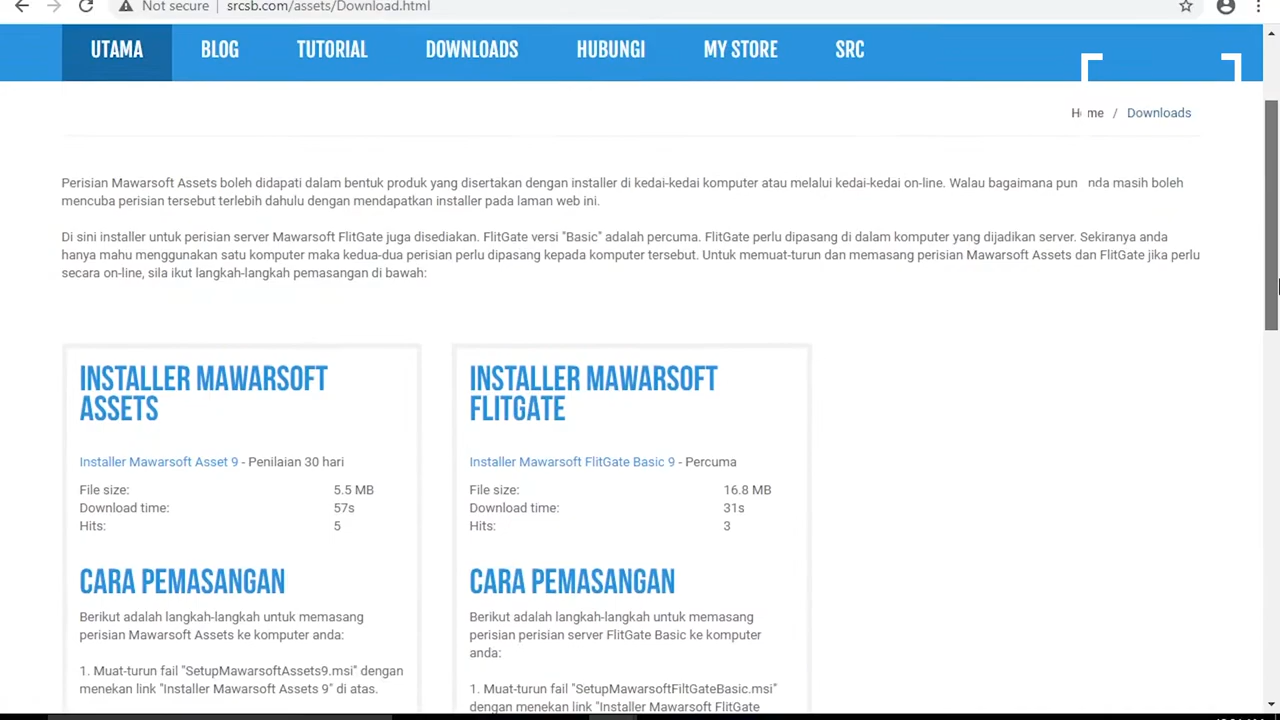 Not secure srcsb.com/assets/Download.html
UTAMA BLOG TUTORIAL DOWNLOADS HUBUNGI MY STORE SRC
/ Downloads
Perisian Mawarsoft Assets boleh didapati dalam bentuk produk yang disertakan dengan installer di kedai-kedai komputer atau melalui kedai-kedai on-line. Walau bagaimana pun nda masih boleh
mencuba perisian tersebut terlebih dahulu dengan mendapatkan installer pada laman web ini.
Di sini installer untuk perisian server Mawarsoft FlitGate juga disediakan. FlitGate versi "Basic" adalah percuma. FlitGate perlu dipasang di dalam komputer yang dijadikan server. Sekiranya anda
hanya mahu menggunakan satu komputer maka kedua-dua perisian perlu dipasang kepada komputer tersebut. Untuk memuat-turun dan memasang perisian Mawarsoft Assets dan FlitGate jika perlu
secara on-line, sila ikut langkah-langkah pemasangan di bawah:
INSTALLER MAWARSOFT
ASSETS
Installer Mawarsoft Asset 9 - Penilaian 30 hari
File size: 5.5 MB
Download time: 57s
Hits: 5
CARA PEMASANGAN
Berikut adalah langkah-langkah untuk memasang
perisian Mawarsoft Assets ke komputer anda:
1. Muat-turun fail "SetupMawarsoftAssets9.msi" dengan
menekan link "Installer Mawarsoft Assets 9" di atas.
INSTALLER MAWARSOFT
FLITGATE
Installer Mawarsoft FlitGate Basic 9 - Percuma
File size: 16.8 MB
Download time: 31s
Hits: 3
CARA PEMASANGAN
Berikut adalah langkah-langkah untuk memasang
perisian perisian server FlitGate Basic ke komputer
anda:
1. Muat-turun fail "SetupMawarsoftFiltGateBasic.msi"
dengan menekan link "Installer Mawarsoft FlitGate